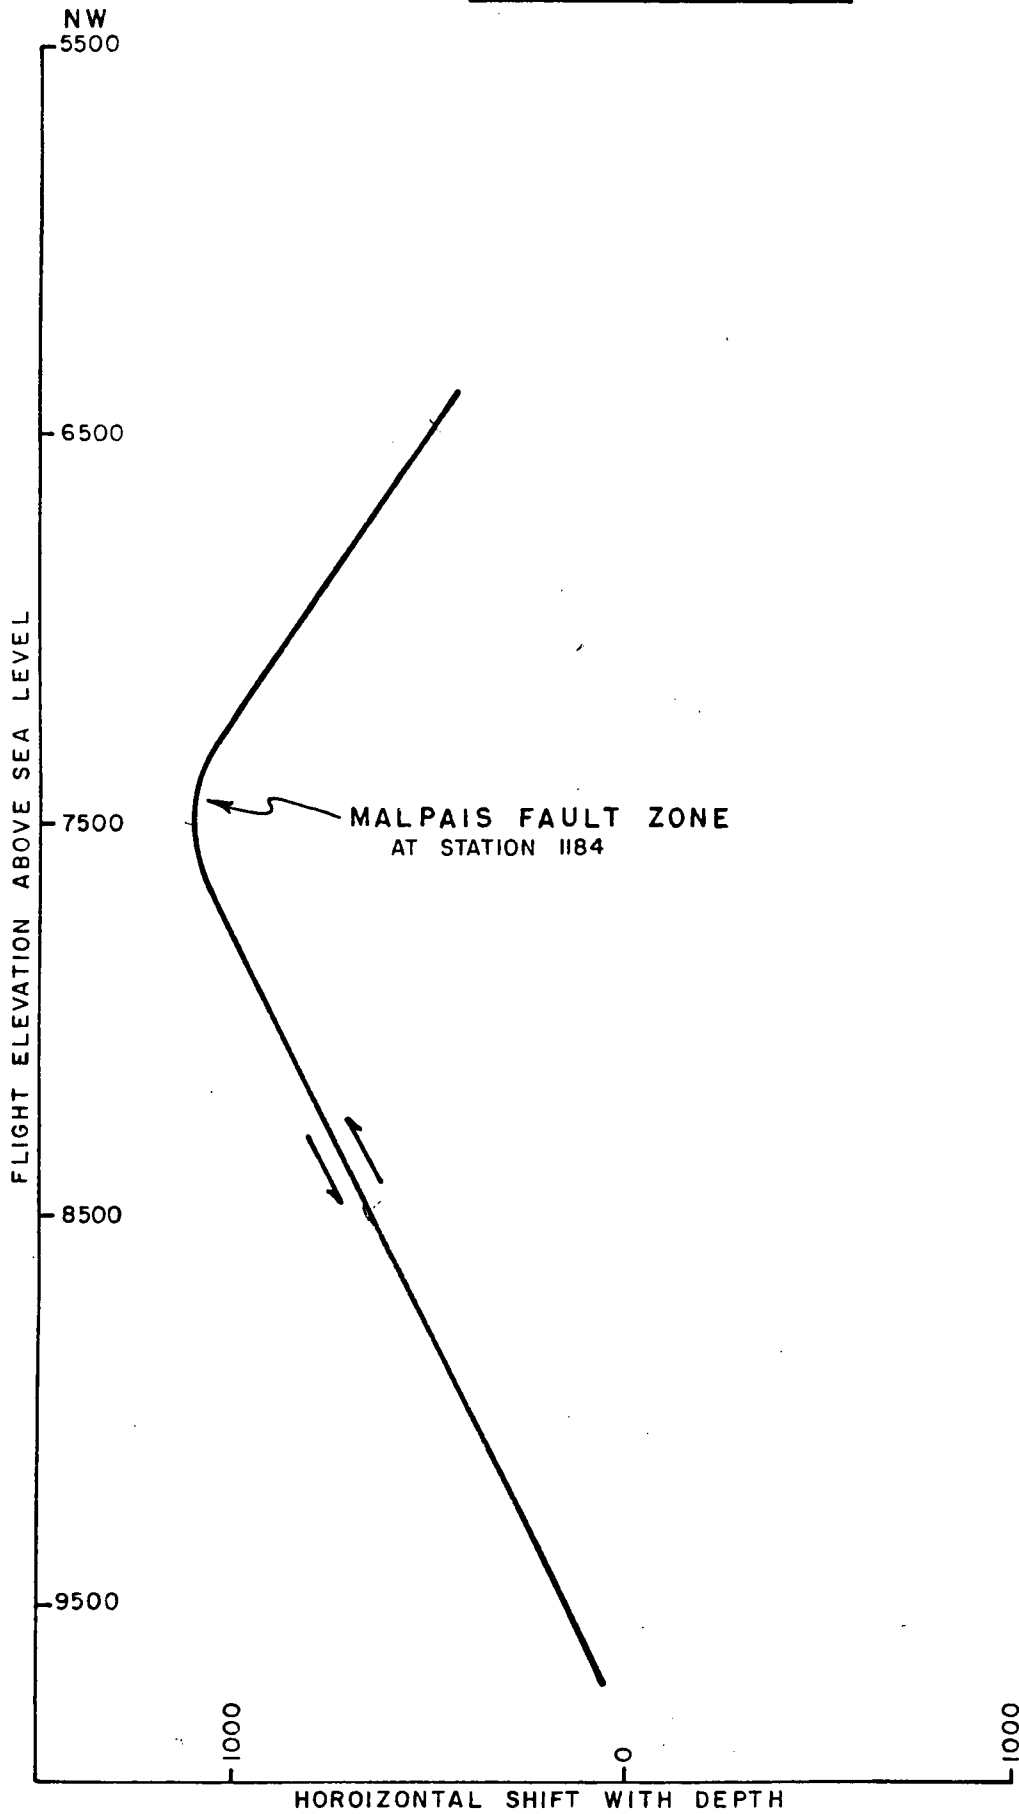 NW
5500
6500
FLIGHT ELEVATION ABOVE SEA LEVEL
7500
MALPAIS FAULT ZONE
AT STATION 1184
8500
9500
1000
0
1000
HOROIZONTAL SHIFT WITH DEPTH